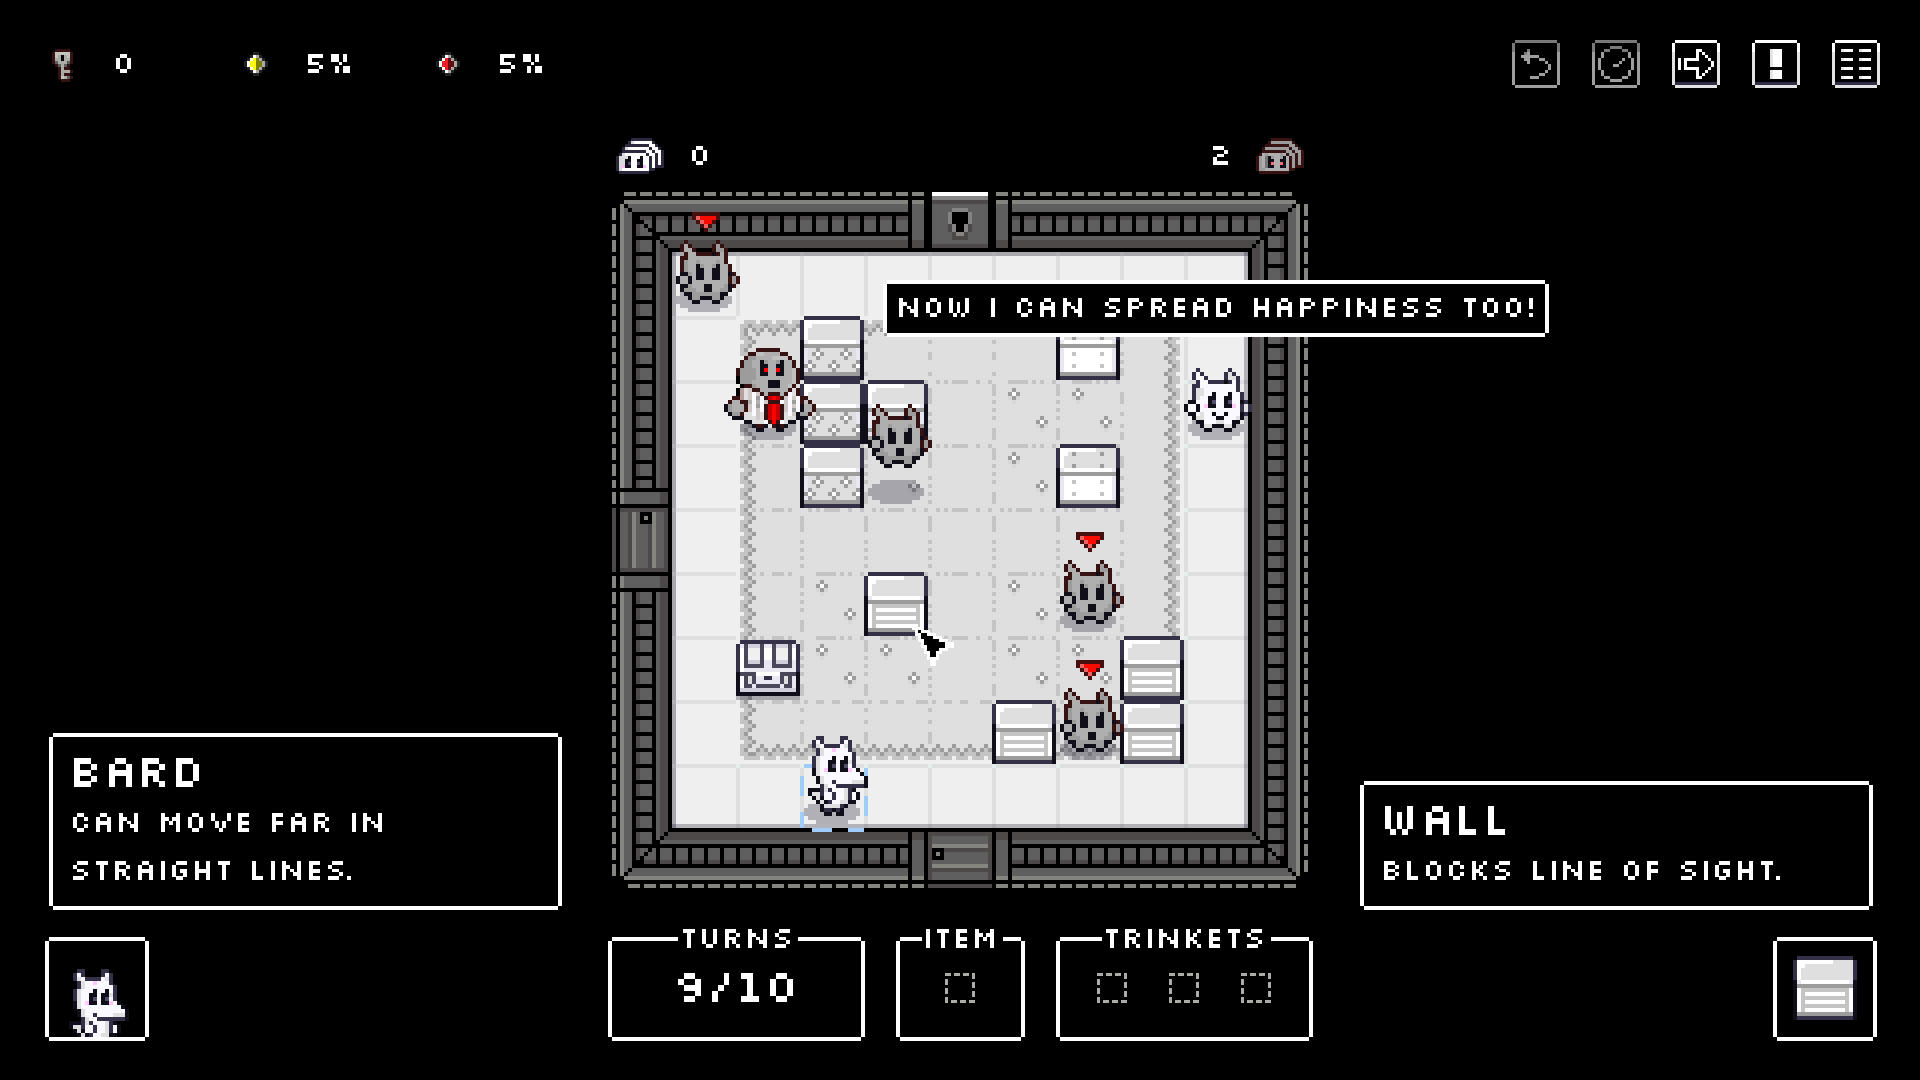 0 5% 5%
0 2
NOW I CAN SPREAD HAPPINESS TOO!
BARD
CAN MOVE FAR IN
STRAIGHT LINES.
WALL
BLOCKS LINE OF SIGHT.
TURNS ITEM TRINKETS
9/10